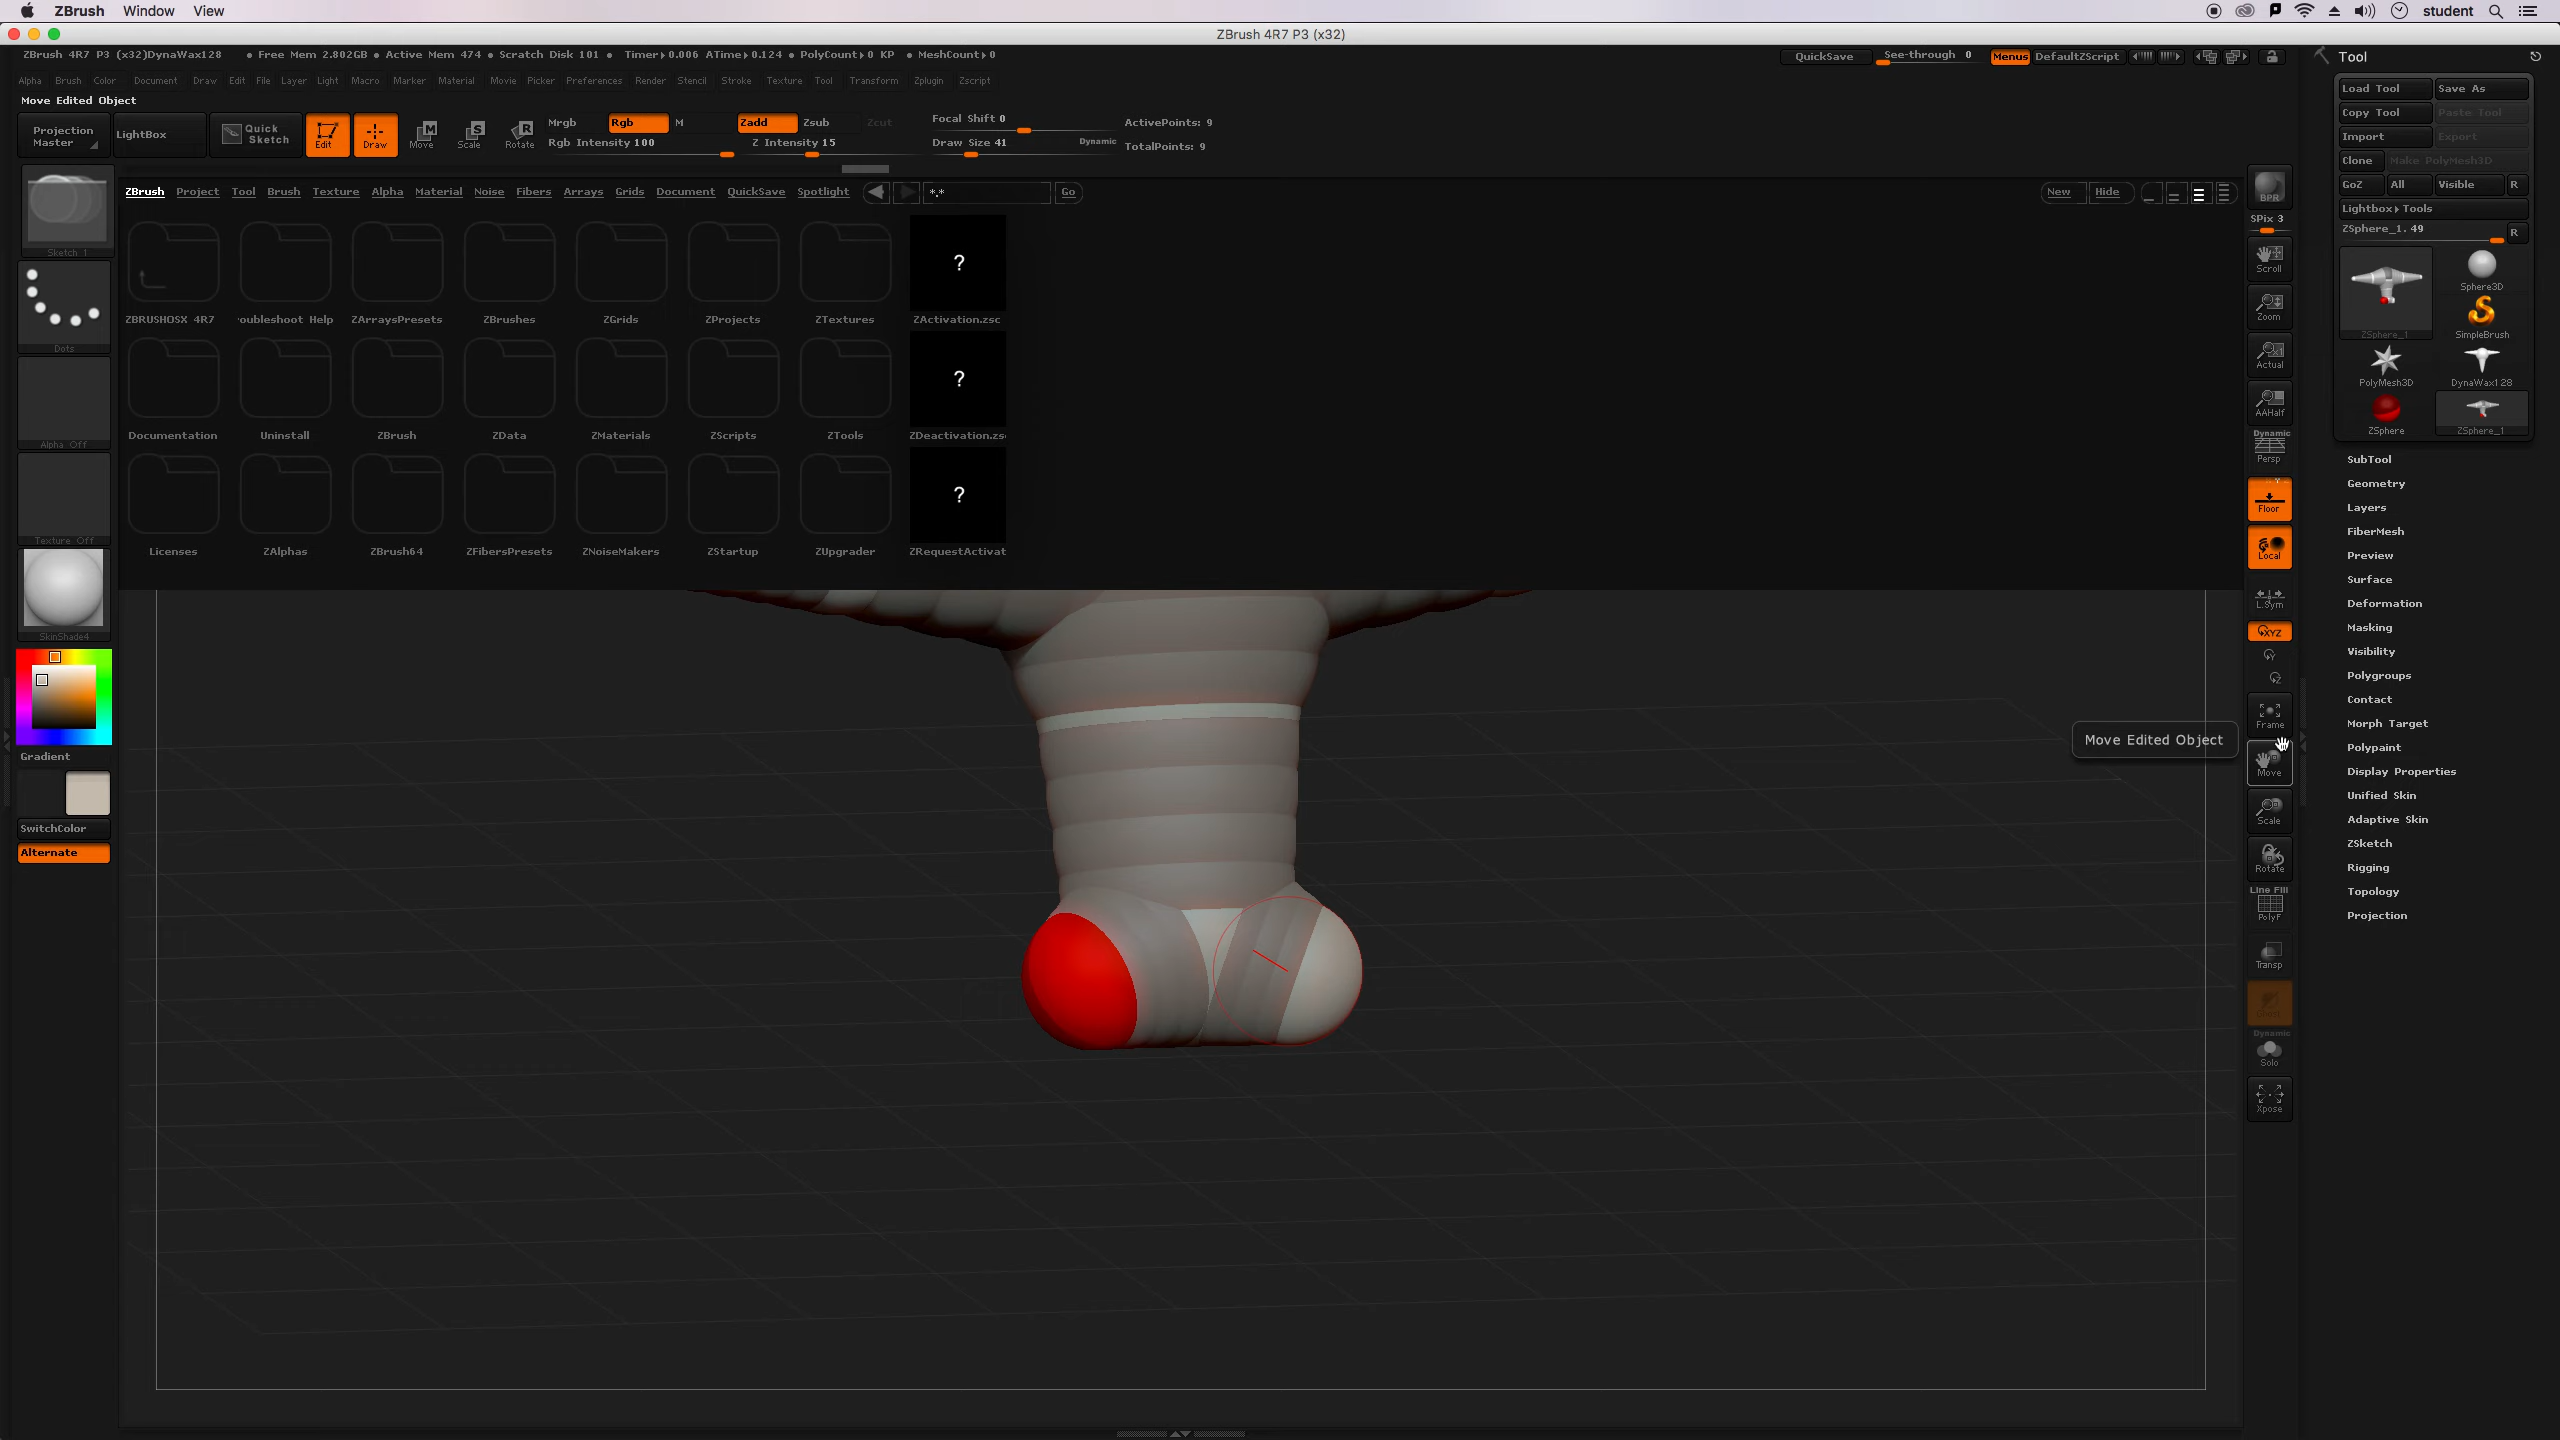 ZBrush Window View student
ZBrush 4R7 P3 (x32)
ZBrush 4R7 P3 (x32)DynaWax128 • Free Mem 2.802GB • Active Mem 474 • Scratch Disk 101 • Timer▸0.006 ATime▸0.124 • PolyCount▸0 KP • MeshCount▸0 QuickSave See-through 0 Menus DefaultZScript
Alpha Brush Color Document Draw Edit File Layer Light Macro Marker Material Movie Picker Preferences Render Stencil Stroke Texture Tool Transform Zplugin Zscript
Move Edited Object
Projection Master
LightBox
Quick Sketch
Edit
Draw
Move
Scale
Rotate
Mrgb Rgb M
Rgb Intensity 100
Zadd Zsub Zcut
Z Intensity 15
Focal Shift 0
Draw Size 41 Dynamic
ActivePoints: 9
TotalPoints: 9
ZBrush Project Tool Brush Texture Alpha Material Noise Fibers Arrays Grids Document QuickSave Spotlight *.* Go New Hide
ZBRUSHOSX 4R7 oubleshoot Help ZArraysPresets ZBrushes ZGrids ZProjects ZTextures ZActivation.zsc
Documentation Uninstall ZBrush ZData ZMaterials ZScripts ZTools ZDeactivation.zs
Licenses ZAlphas ZBrush64 ZFibersPresets ZNoiseMakers ZStartup ZUpgrader ZRequestActivat
? 
?
?
Sketch 1
Dots
Alpha Off
Texture Off
SkinShade4
Gradient
SwitchColor
Alternate
Move Edited Object
BPR
SPix 3
Scroll
Zoom
Actual
AAHalf
Dynamic
Persp
Floor
Local
L.Sym
XYZ
Y
Z
Frame
Move
Scale
Rotate
Line Fill
PolyF
Transp
Ghost
Dynamic
Solo
Xpose
Tool
Load Tool Save As
Copy Tool Paste Tool
Import Export
Clone Make PolyMesh3D
GoZ All Visible R
Lightbox▸Tools
ZSphere_1. 49 R
ZSphere_1
Sphere3D
SimpleBrush
PolyMesh3D DynaWax128
ZSphere ZSphere_1
SubTool
Geometry
Layers
FiberMesh
Preview
Surface
Deformation
Masking
Visibility
Polygroups
Contact
Morph Target
Polypaint
Display Properties
Unified Skin
Adaptive Skin
ZSketch
Rigging
Topology
Projection